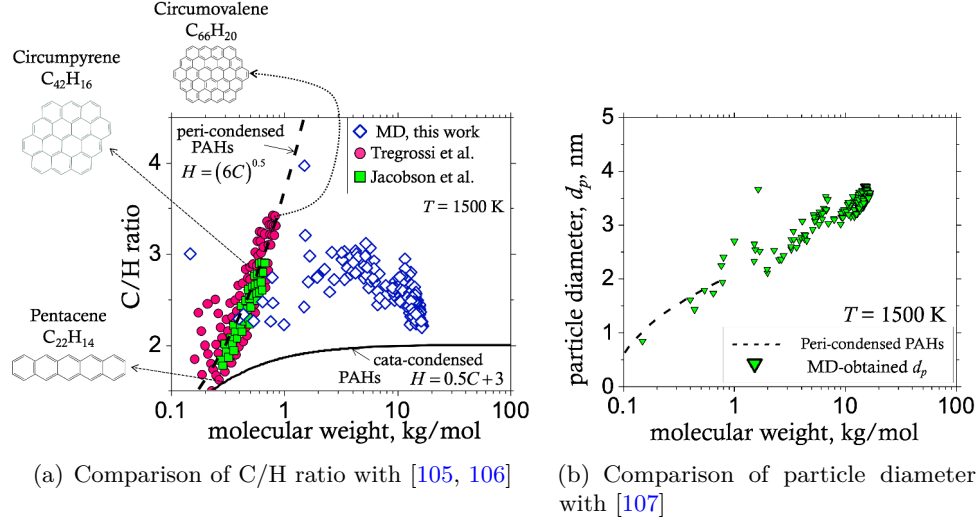 Circumovalene
C₆₆H₂₀
Circumpyrene
C₄₂H₁₆
Pentacene
C₂₂H₁₄
peri-condensed
PAHs
H = (6C)^0.5
MD, this work
Tregrossi et al.
Jacobson et al.
T = 1500 K
cata-condensed
PAHs
H = 0.5C + 3
C/H ratio
4
3
2
0.1
1
10
100
molecular weight, kg/mol
(a) Comparison of C/H ratio with [105, 106]
particle diameter, dₚ, nm
5
4
3
2
1
0
T = 1500 K
Peri-condensed PAHs
MD-obtained dₚ
0.1
1
10
100
molecular weight, kg/mol
(b) Comparison of particle diameter
with [107]